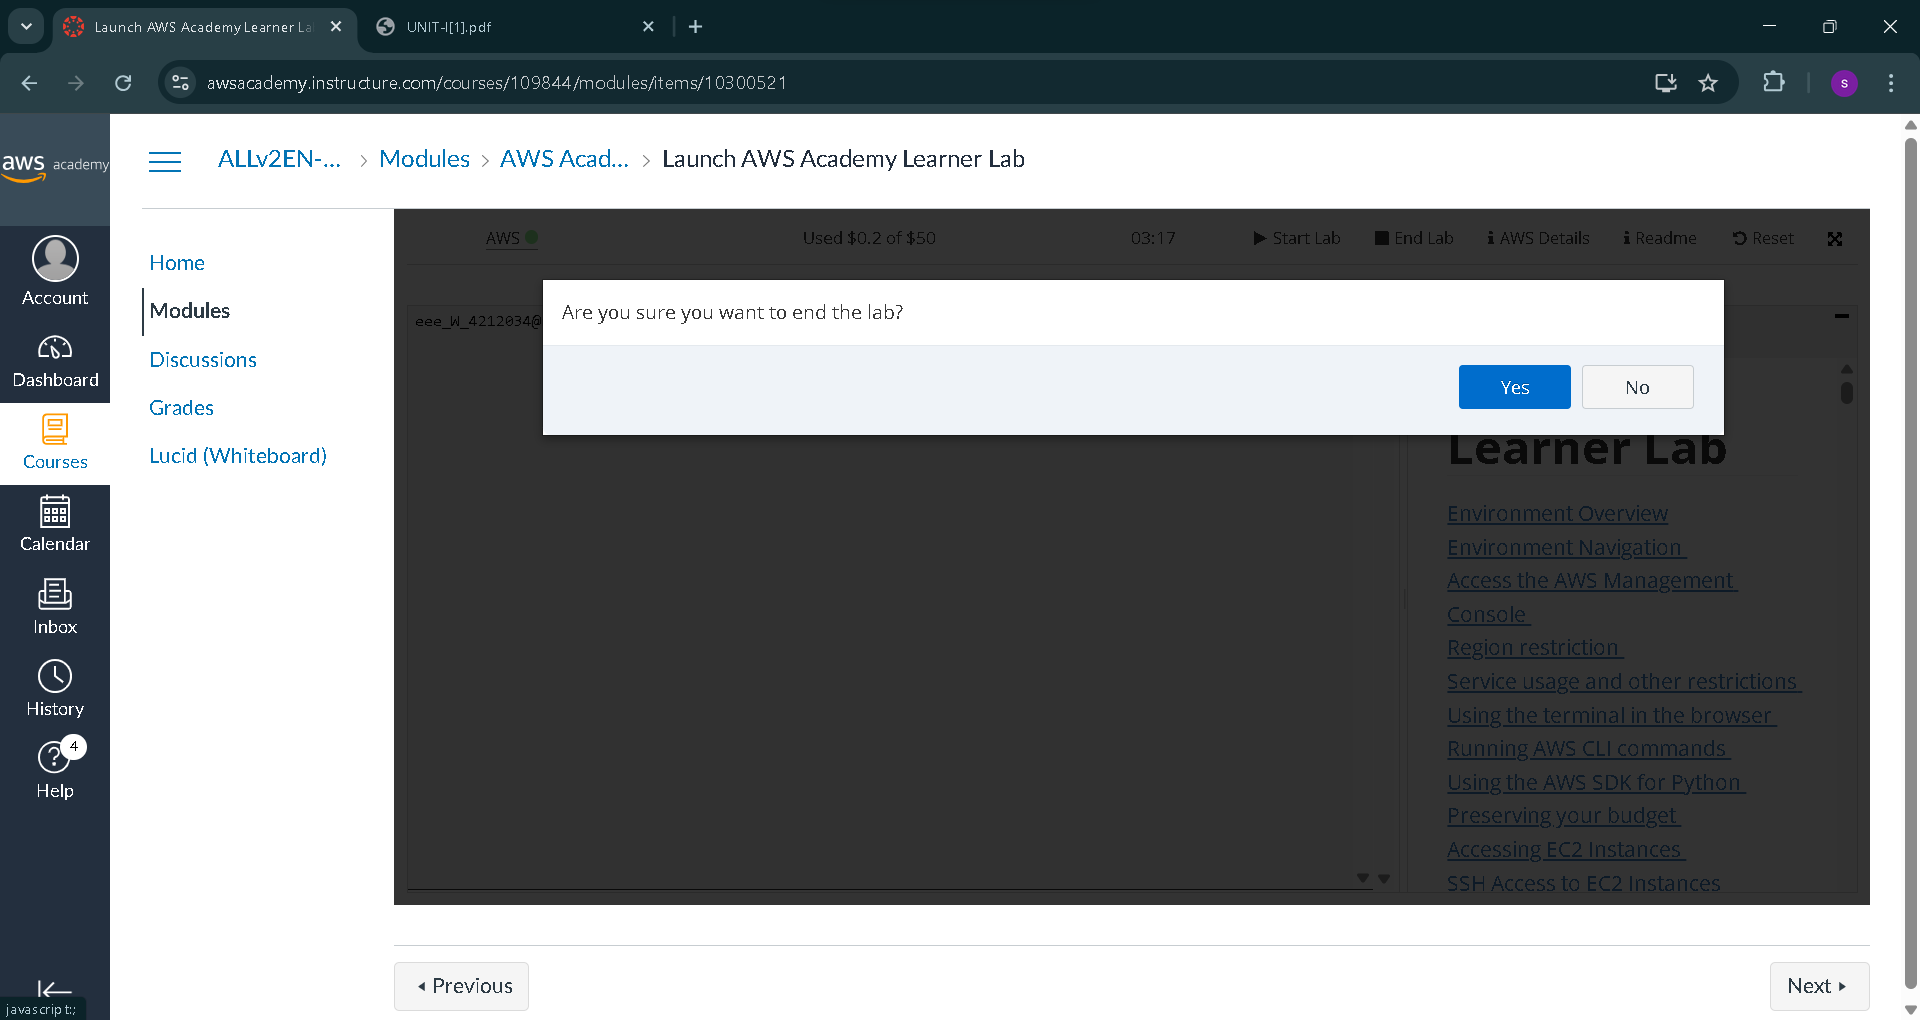 Launch AWS Academy Learner La
UNIT-I[1].pdf
awsacademy.instructure.com/courses/109844/modules/items/10300521
S
aws academy
ALLv2EN-... > Modules > AWS Acad... > Launch AWS Academy Learner Lab
Account
Dashboard
Courses
Calendar
Inbox
History
4
Help
Home
Modules
Discussions
Grades
Lucid (Whiteboard)
AWS Used $0.2 of $50 03:17 Start Lab End Lab AWS Details Readme Reset
eee_W_4212034@
Are you sure you want to end the lab?
Yes No
Learner Lab
Environment Overview
Environment Navigation
Access the AWS Management
Console
Region restriction
Service usage and other restrictions
Using the terminal in the browser
Running AWS CLI commands
Using the AWS SDK for Python
Preserving your budget
Accessing EC2 Instances
SSH Access to EC2 Instances
Previous Next
javascript:;